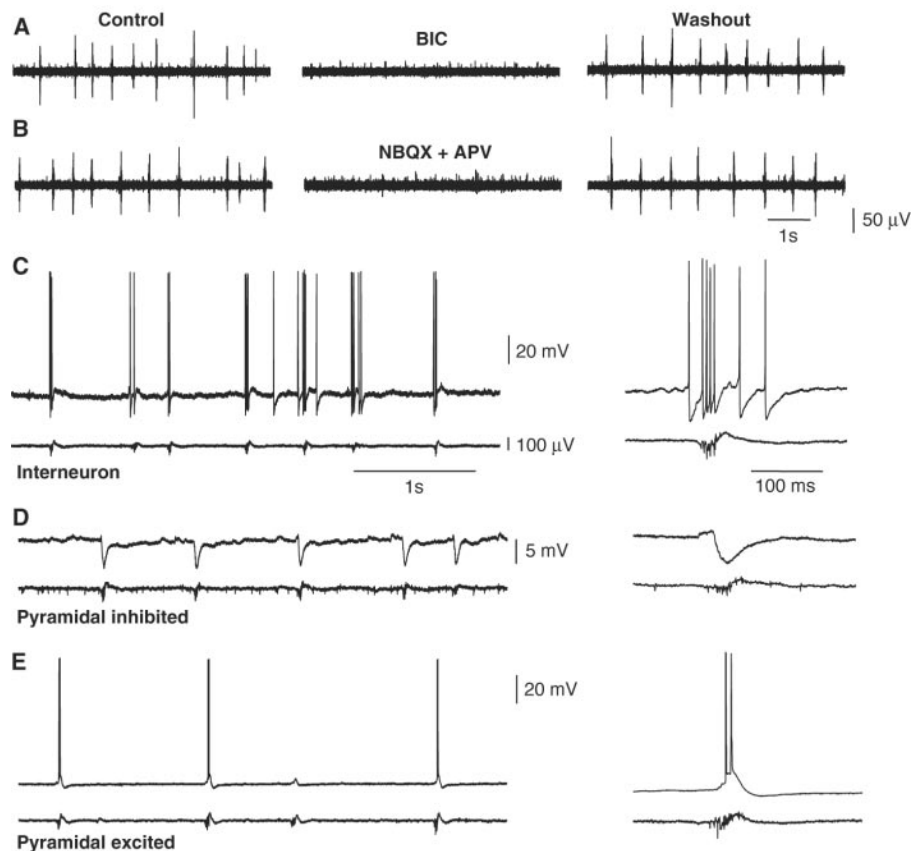 A
Control
BIC
Washout
B
NBQX + APV
50 µV
1s
C
20 mV
100 µV
Interneuron
1s
100 ms
D
5 mV
Pyramidal inhibited
E
20 mV
Pyramidal excited